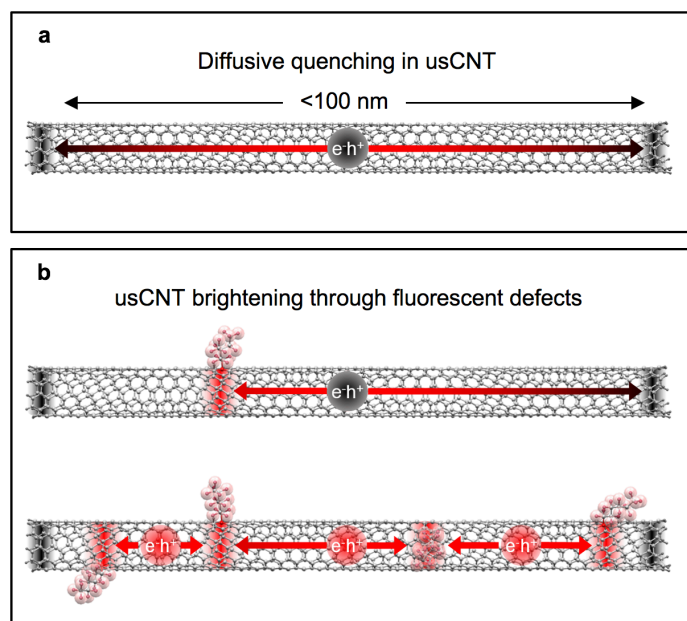 a
Diffusive quenching in usCNT
<100 nm
e-h+
b
usCNT brightening through fluorescent defects
e-h+
e-h+ e-h+ e-h+